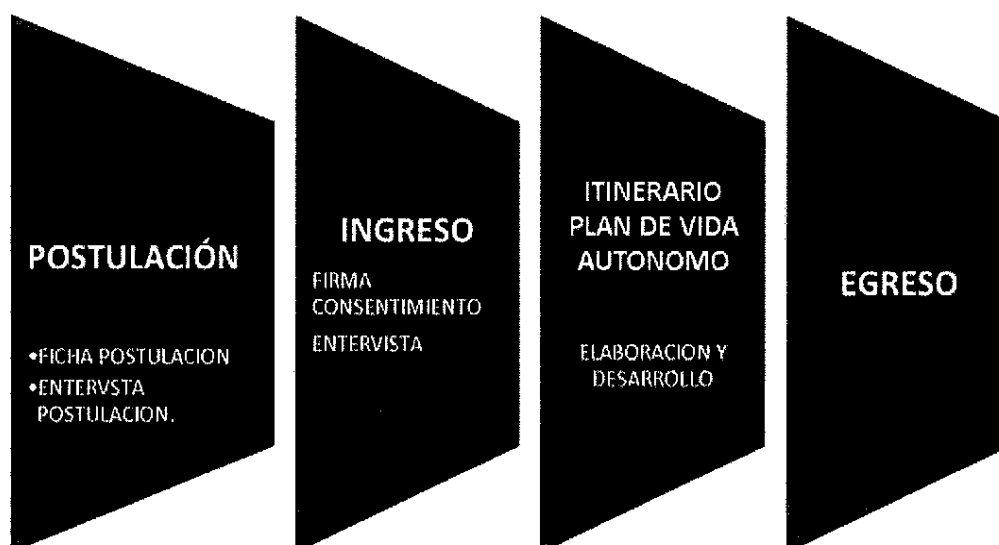 POSTULACIÓN
•FICHA POSTULACION
•ENTERVSTA
POSTULACION.
INGRESO
FIRMA
CONSENTIMIENTO
ENTERVISTA
ITINERARIO
PLAN DE VIDA
AUTONOMO
ELABORACION Y
DESARROLLO
EGRESO